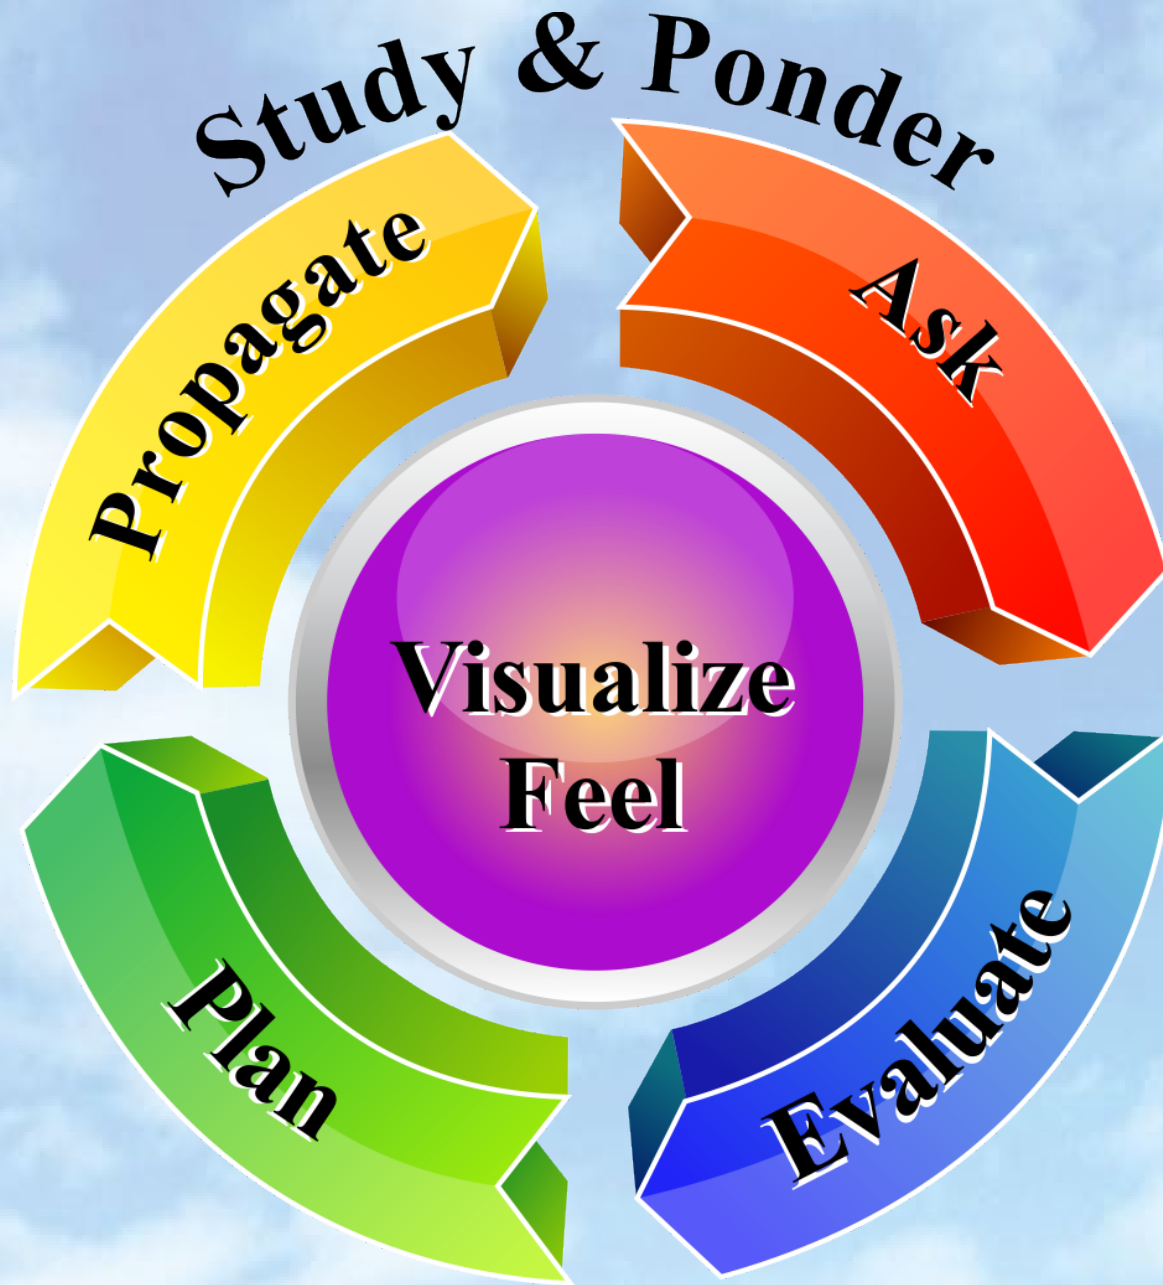 Study & Ponder
Propagate
Ask
Visualize
Feel
Plan
Evaluate